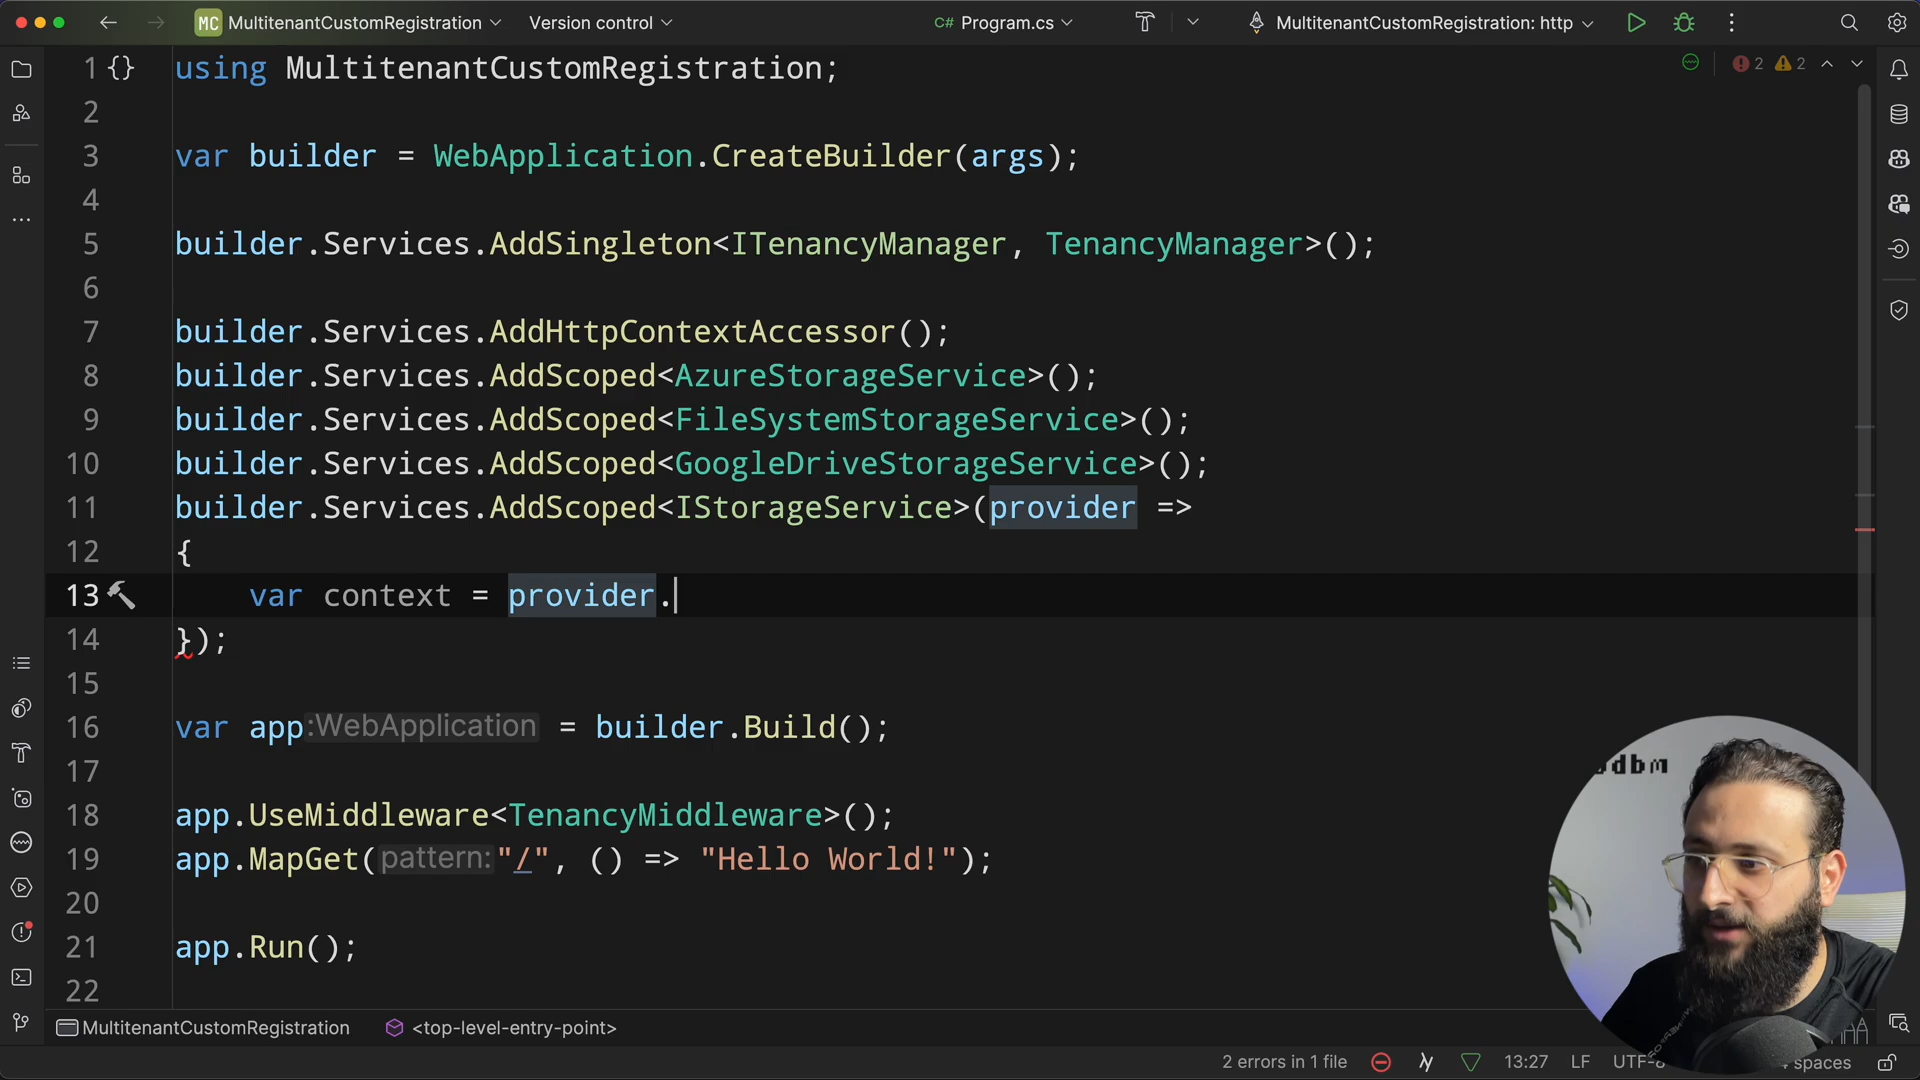 MC MultitenantCustomRegistration Version control C# Program.cs MultitenantCustomRegistration: http
1 {} using MultitenantCustomRegistration; 2 2
2
3 var builder = WebApplication.CreateBuilder(args);
4
5 builder.Services.AddSingleton<ITenancyManager, TenancyManager>();
6
7 builder.Services.AddHttpContextAccessor();
8 builder.Services.AddScoped<AzureStorageService>();
9 builder.Services.AddScoped<FileSystemStorageService>();
10 builder.Services.AddScoped<GoogleDriveStorageService>();
11 builder.Services.AddScoped<IStorageService>(provider =>
12 {
13 var context = provider.
14 });
15
16 var app:WebApplication = builder.Build();
17
18 app.UseMiddleware<TenancyMiddleware>();
19 app.MapGet(pattern:"/", () => "Hello World!");
20
21 app.Run();
22
MultitenantCustomRegistration <top-level-entry-point>
2 errors in 1 file 13:27 LF UTF-8 4 spaces